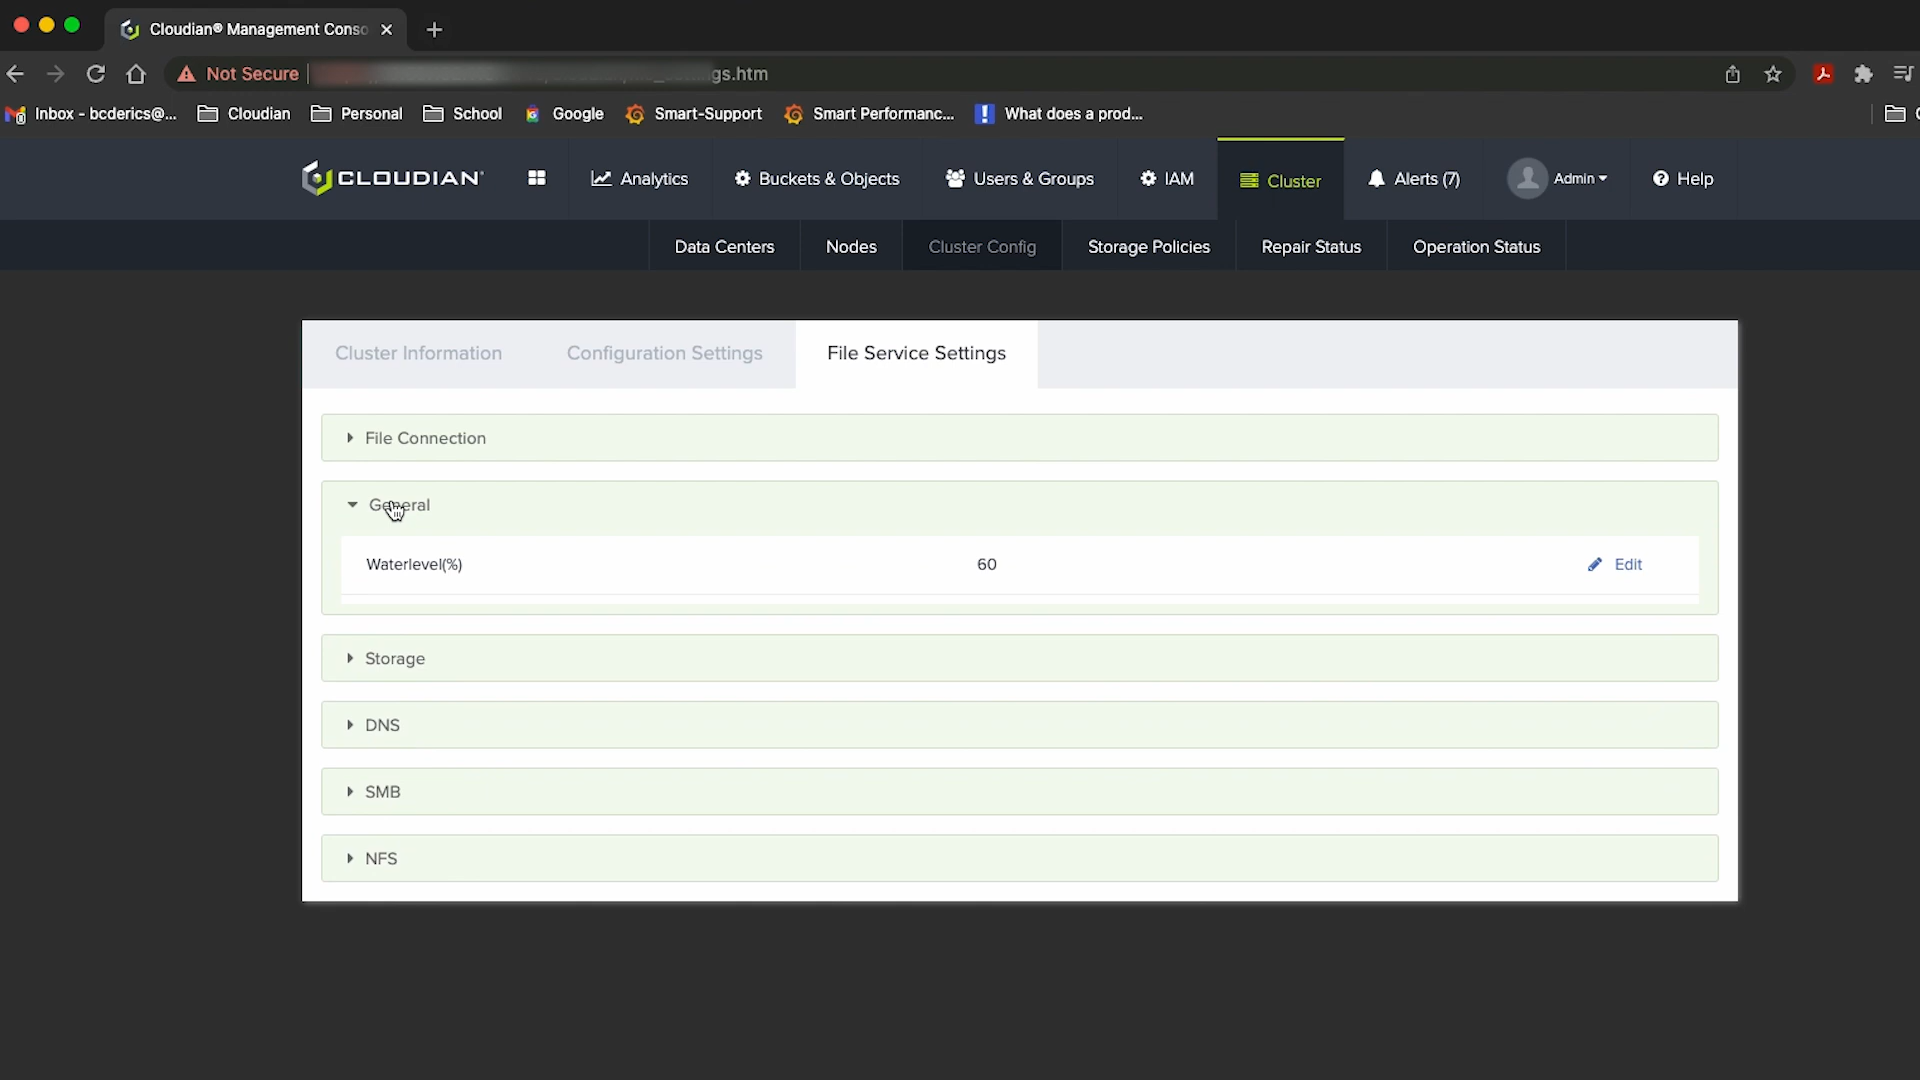 Cloudian® Management Conso
Not Secure gs.htm
Inbox - bcderics@... Cloudian Personal School Google Smart-Support Smart Performanc... What does a prod...
CLOUDIAN Analytics Buckets & Objects Users & Groups IAM Cluster Alerts (7) Admin Help
Data Centers Nodes Cluster Config Storage Policies Repair Status Operation Status
Cluster Information Configuration Settings File Service Settings
File Connection
General
Waterlevel(%) 60 Edit
Storage
DNS
SMB
NFS